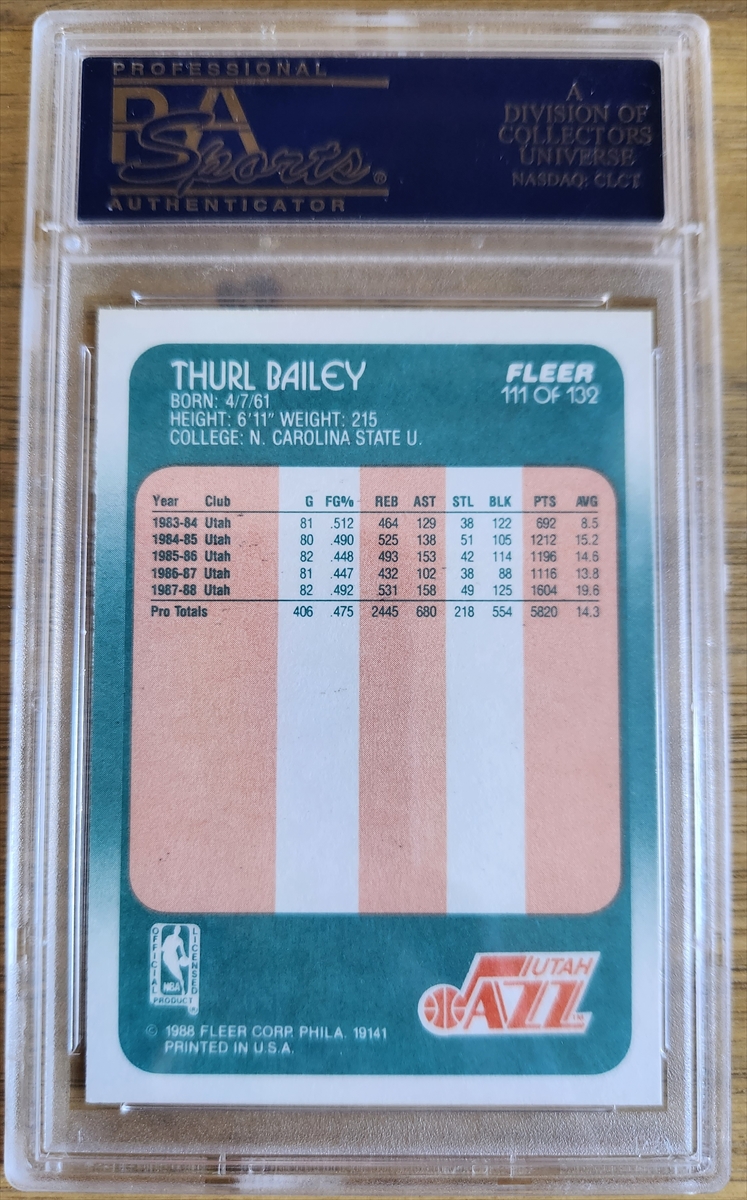 PROFESSIONAL
PSA
Sports®
AUTHENTICATOR
A
DIVISION OF
COLLECTORS
UNIVERSE
NASDAQ: CLCT
THURL BAILEY
BORN: 4/7/61
HEIGHT: 6'11" WEIGHT: 215
COLLEGE: N. CAROLINA STATE U.
FLEER
111 OF 132
Year Club G FG% REB AST STL BLK PTS AVG
1983-84 Utah 81 .512 464 129 38 122 692 8.5
1984-85 Utah 80 .490 525 138 51 105 1212 15.2
1985-86 Utah 82 .448 493 153 42 114 1196 14.6
1986-87 Utah 81 .447 432 102 38 88 1116 13.8
1987-88 Utah 82 .492 531 158 49 125 1604 19.6
Pro Totals 406 .475 2445 680 218 554 5820 14.3
OFFICIAL
LICENSED
NBA
PRODUCT
®
UTAH
JAZZ
TM
© 1988 FLEER CORP. PHILA. 19141
PRINTED IN U.S.A.